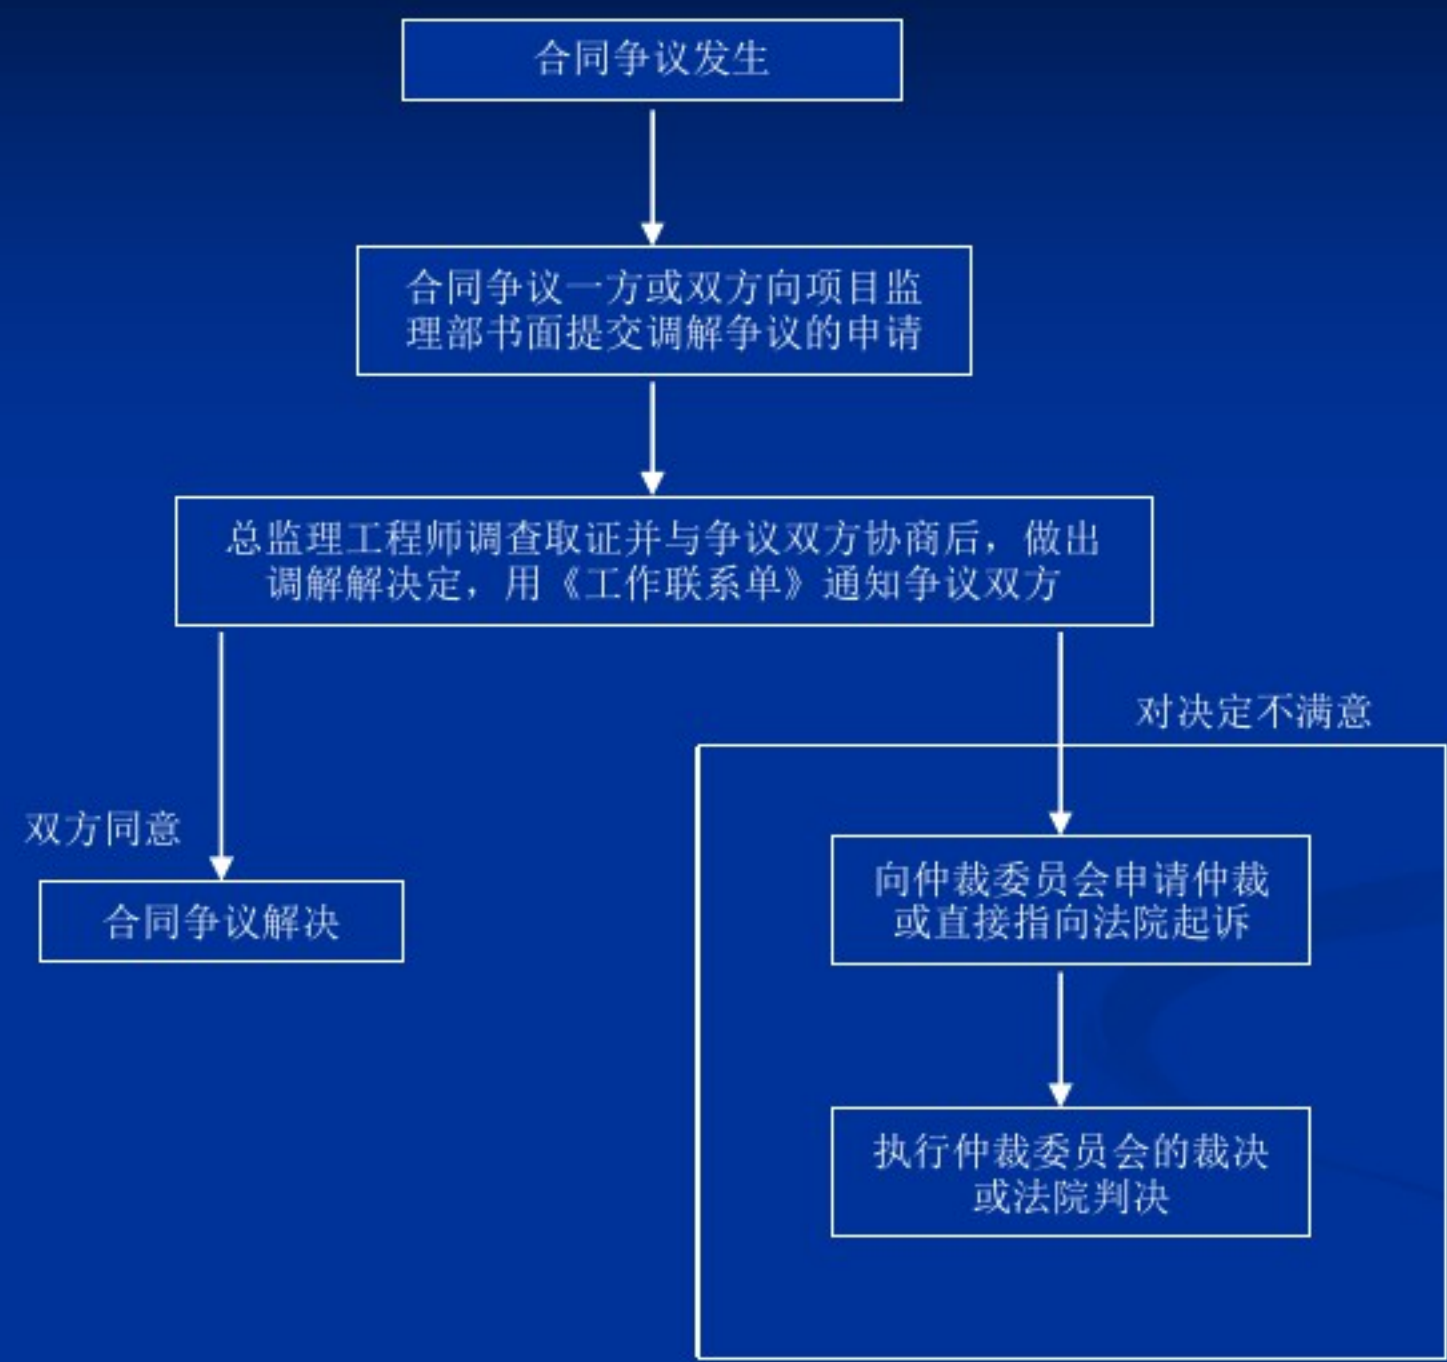 合同争议发生
合同争议一方或双方向项目监
理部书面提交调解争议的申请
总监理工程师调查取证并与争议双方协商后，做出
调解解决定，用《工作联系单》通知争议双方
对决定不满意
双方同意
合同争议解决
向仲裁委员会申请仲裁
或直接指向法院起诉
执行仲裁委员会的裁决
或法院判决